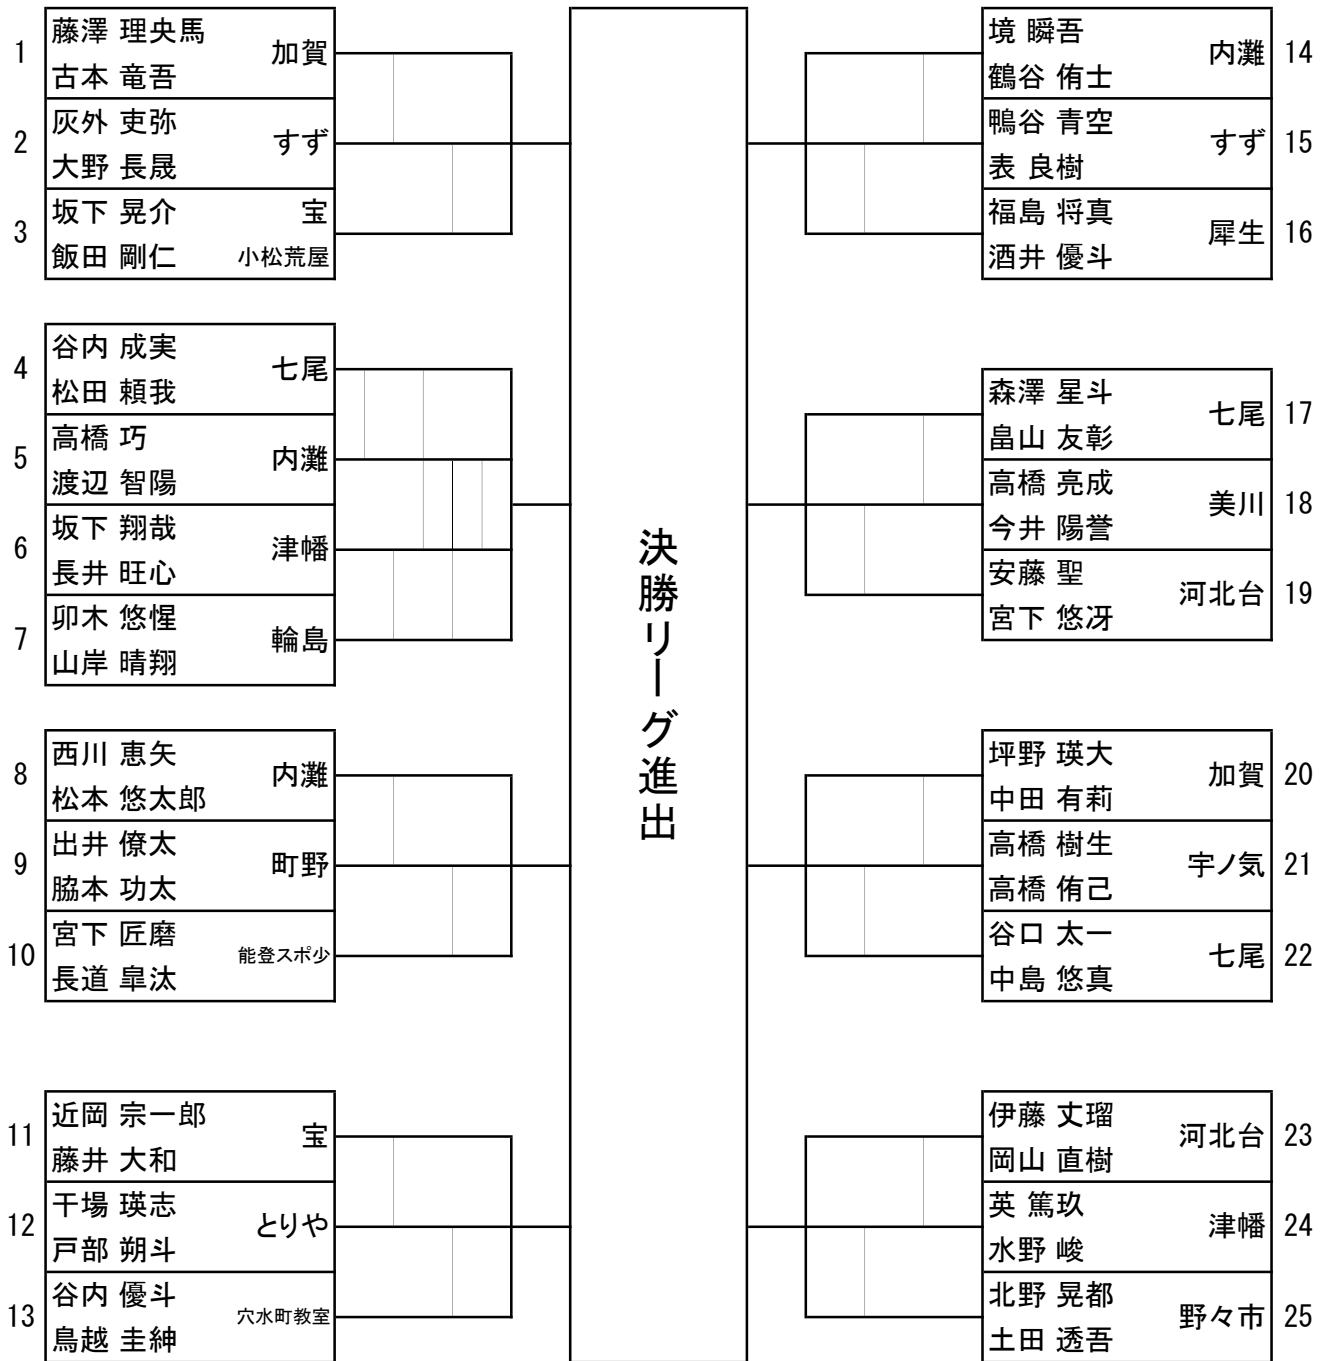 1
藤澤 理央馬
古本 竜吾
加賀
2
灰外 吏弥
大野 長晟
すず
3
坂下 晃介
宝
飯田 剛仁
小松荒屋
4
谷内 成実
松田 頼我
七尾
5
高橋 巧
渡辺 智陽
内灘
6
坂下 翔哉
長井 旺心
津幡
7
卯木 悠惺
山岸 晴翔
輪島
8
西川 恵矢
松本 悠太郎
内灘
9
出井 僚太
脇本 功太
町野
10
宮下 匠磨
長道 皐汰
能登スポ少
11
近岡 宗一郎
藤井 大和
宝
12
干場 瑛志
戸部 朔斗
とりや
13
谷内 優斗
鳥越 圭紳
穴水町教室
決勝リーグ進出
境 瞬吾
鶴谷 侑士
内灘
14
鴨谷 青空
表 良樹
すず
15
福島 将真
酒井 優斗
犀生
16
森澤 星斗
畠山 友彰
七尾
17
高橋 亮成
今井 陽誉
美川
18
安藤 聖
宮下 悠冴
河北台
19
坪野 瑛大
中田 有莉
加賀
20
高橋 樹生
高橋 侑己
宇ノ気
21
谷口 太一
中島 悠真
七尾
22
伊藤 丈瑠
岡山 直樹
河北台
23
英 篤玖
水野 峻
津幡
24
北野 晃都
土田 透吾
野々市
25